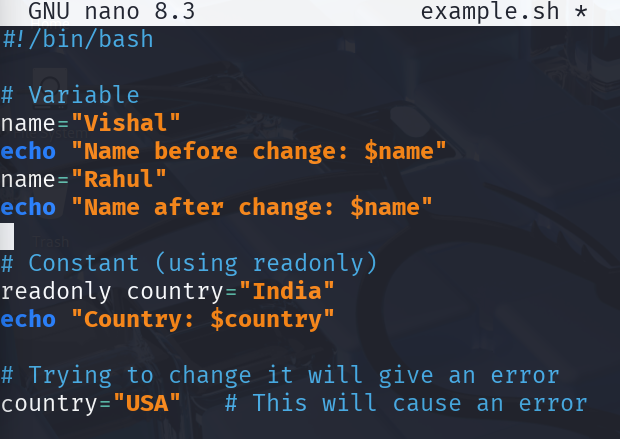 GNU nano 8.3 example.sh *
#!/bin/bash
# Variable
name="Vishal"
echo "Name before change: $name"
name="Rahul"
echo "Name after change: $name"
Trash
# Constant (using readonly)
readonly country="India"
echo "Country: $country"
# Trying to change it will give an error
country="USA" # This will cause an error